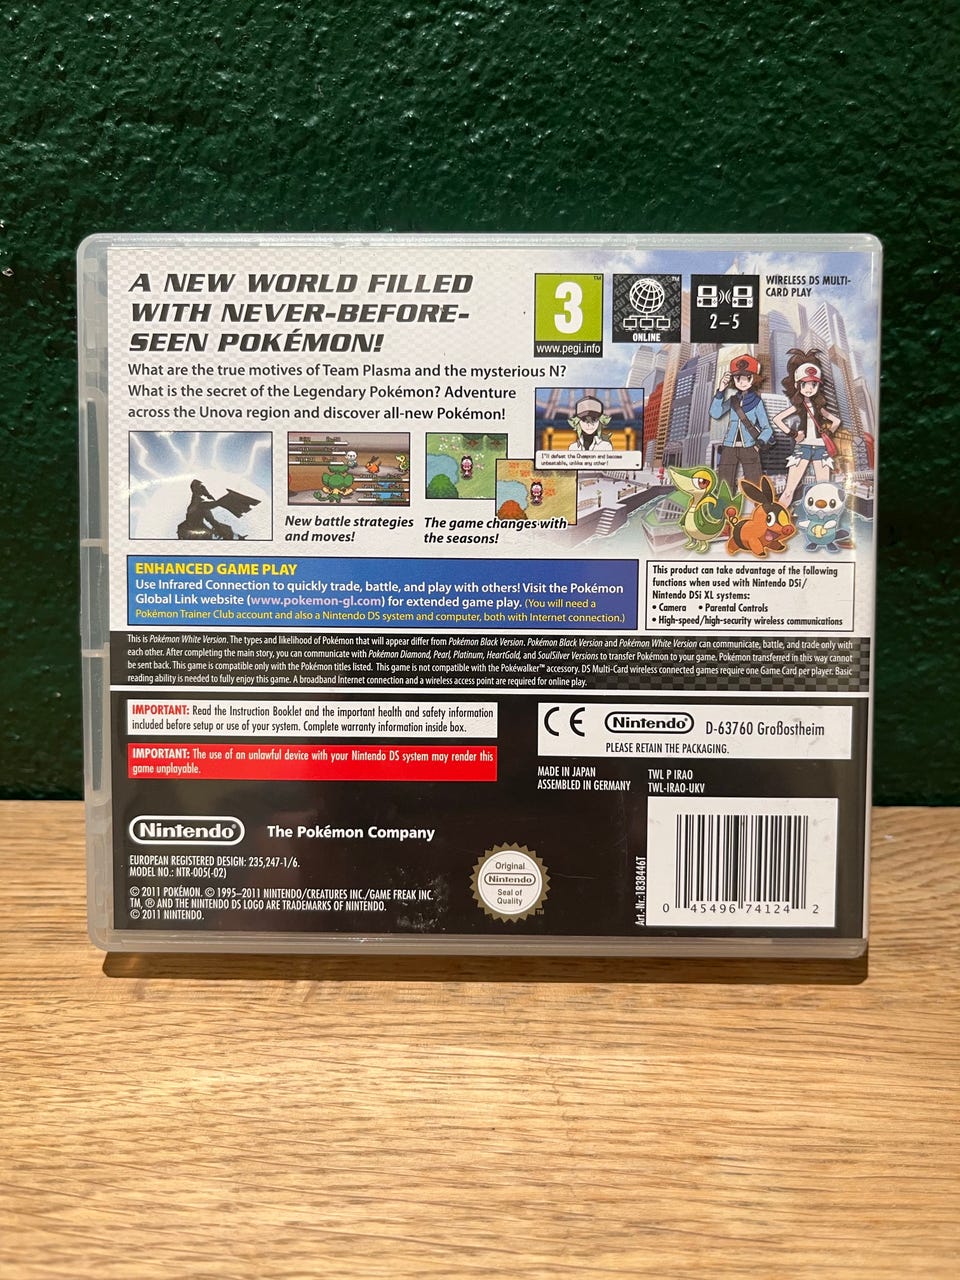 A NEW WORLD FILLED
WITH NEVER-BEFORE-
SEEN POKÉMON!
What are the true motives of Team Plasma and the mysterious N?
What is the secret of the Legendary Pokémon? Adventure
across the Unova region and discover all-new Pokémon!
3
™
www.pegi.info
PEGI
™
ONLINE
2–5
WIRELESS DS MULTI-
CARD PLAY
I'll defeat the Champion and become
unbeatable, unlike any other!
New battle strategies
and moves!
The game changes with
the seasons!
ENHANCED GAME PLAY
Use Infrared Connection to quickly trade, battle, and play with others! Visit the Pokémon
Global Link website (www.pokemon-gl.com) for extended game play. (You will need a
Pokémon Trainer Club account and also a Nintendo DS system and computer, both with Internet connection.)
This product can take advantage of the following
functions when used with Nintendo DSi/
Nintendo DSi XL systems:
• Camera • Parental Controls
• High-speed/high-security wireless communications
This is Pokémon White Version. The types and likelihood of Pokémon that will appear differ from Pokémon Black Version. Pokémon Black Version and Pokémon White Version can communicate, battle, and trade only with
each other. After completing the main story, you can communicate with Pokémon Diamond, Pearl, Platinum, HeartGold, and SoulSilver Versions to transfer Pokémon to your game. Pokémon transferred in this way cannot
be sent back. This game is compatible only with the Pokémon titles listed. This game is not compatible with the Pokéwalker™ accessory. DS Multi-Card wireless connected games require one Game Card per player. Basic
reading ability is needed to fully enjoy this game. A broadband Internet connection and a wireless access point are required for online play.
IMPORTANT: Read the Instruction Booklet and the important health and safety information
included before setup or use of your system. Complete warranty information inside box.
IMPORTANT: The use of an unlawful device with your Nintendo DS system may render this
game unplayable.
CE Nintendo® D-63760 Großostheim
PLEASE RETAIN THE PACKAGING.
MADE IN JAPAN
ASSEMBLED IN GERMANY
TWL P IRAO
TWL-IRAO-UKV
Nintendo®
The Pokémon Company
EUROPEAN REGISTERED DESIGN: 235,247-1/6.
MODEL NO.: NTR-005(-02)
© 2011 POKÉMON. © 1995–2011 NINTENDO/CREATURES INC./GAME FREAK INC.
TM, ® AND THE NINTENDO DS LOGO ARE TRADEMARKS OF NINTENDO.
© 2011 NINTENDO.
Original
Nintendo
Seal of
Quality
™
Art.-Nr.: 1838446T
0 45496 74124 2